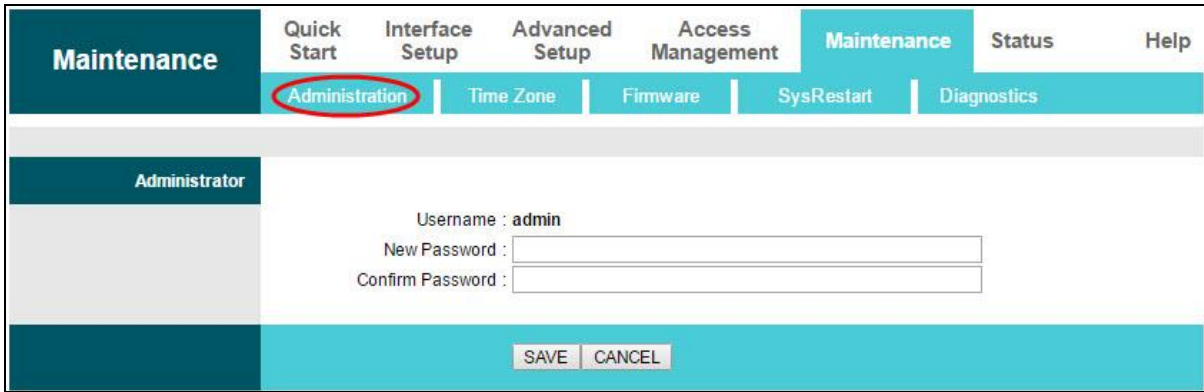 Maintenance
Quick Start
Interface Setup
Advanced Setup
Access Management
Maintenance
Status
Help
Administration
Time Zone
Firmware
SysRestart
Diagnostics
Administrator
Username : admin
New Password :
Confirm Password :
SAVE CANCEL